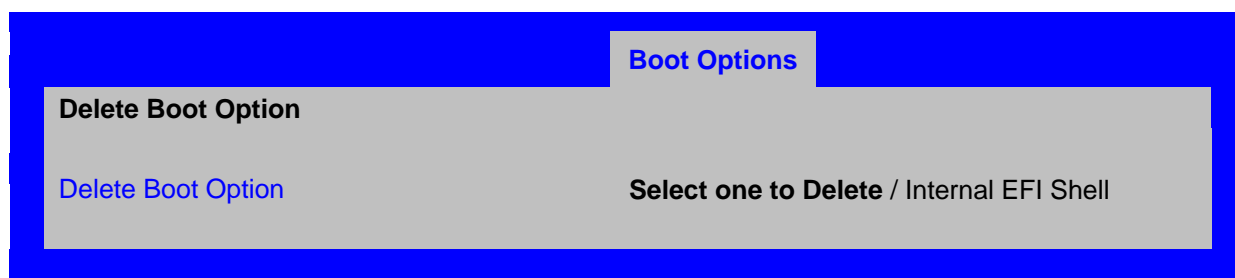 Boot Options
Delete Boot Option
Delete Boot Option Select one to Delete / Internal EFI Shell